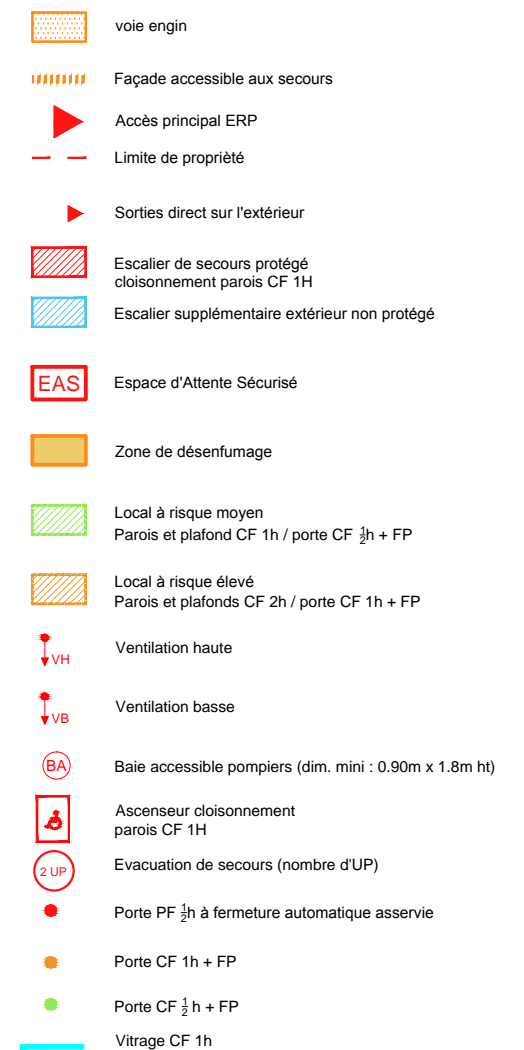 voie engin
Façade accessible aux secours
Accès principal ERP
Limite de propriètè
Sorties direct sur l'extérieur
Escalier de secours protégé
cloisonnement parois CF 1H
Escalier supplémentaire extérieur non protégé
EAS Espace d'Attente Sécurisé
Zone de désenfumage
Local à risque moyen
Parois et plafond CF 1h / porte CF ½h + FP
Local à risque élevé
Parois et plafonds CF 2h / porte CF 1h + FP
VH Ventilation haute
VB Ventilation basse
BA Baie accessible pompiers (dim. mini : 0.90m x 1.8m ht)
Ascenseur cloisonnement
parois CF 1H
2 UP Evacuation de secours (nombre d'UP)
Porte PF ½h à fermeture automatique asservie
Porte CF 1h + FP
Porte CF ½ h + FP
Vitrage CF 1h